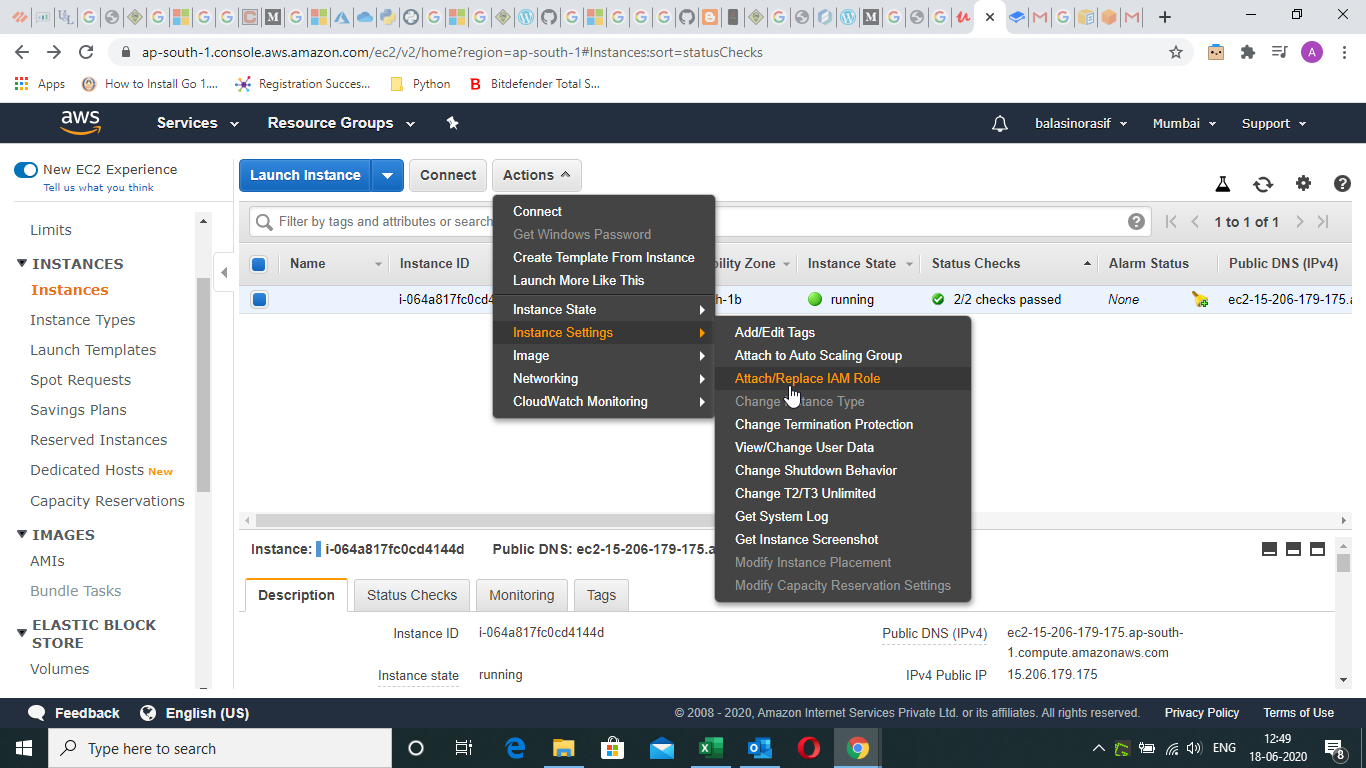 ap-south-1.console.aws.amazon.com/ec2/v2/home?region=ap-south-1#Instances:sort=statusChecks
A
Apps
How to Install Go 1....
Registration Succes...
Python
Bitdefender Total S...
aws
Services
Resource Groups
balasinorasif
Mumbai
Support
New EC2 Experience
Tell us what you think
Launch Instance
Connect
Actions
Limits
INSTANCES
Instances
Instance Types
Launch Templates
Spot Requests
Savings Plans
Reserved Instances
Dedicated Hosts New
Capacity Reservations
IMAGES
AMIs
Bundle Tasks
ELASTIC BLOCK
STORE
Volumes
Filter by tags and attributes or search
1 to 1 of 1
Name
Instance ID
Instance State
Status Checks
Alarm Status
Public DNS (IPv4)
running
2/2 checks passed
None
Connect
Get Windows Password
Create Template From Instance
Launch More Like This
Instance State
Instance Settings
Image
Networking
CloudWatch Monitoring
Add/Edit Tags
Attach to Auto Scaling Group
Attach/Replace IAM Role
Change Instance Type
Change Termination Protection
View/Change User Data
Change Shutdown Behavior
Change T2/T3 Unlimited
Get System Log
Get Instance Screenshot
Modify Instance Placement
Modify Capacity Reservation Settings
Instance: i-064a817fc0cd4144d Public DNS: ec2-15-206-179-175.a
Description
Status Checks
Monitoring
Tags
Instance ID i-064a817fc0cd4144d
Instance state running
Public DNS (IPv4) ec2-15-206-179-175.ap-south-
1.compute.amazonaws.com
IPv4 Public IP 15.206.179.175
Feedback
English (US)
© 2008 - 2020, Amazon Internet Services Private Ltd. or its affiliates. All rights reserved.
Privacy Policy
Terms of Use
Type here to search
ENG
12:49
18-06-2020
8